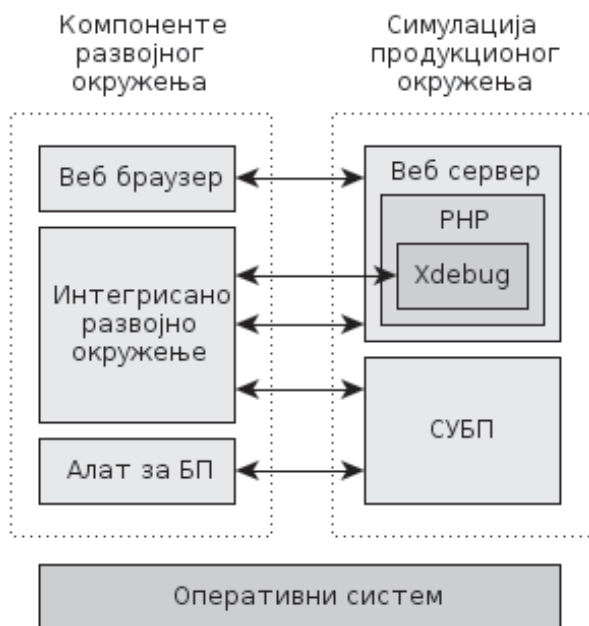 Компоненте
развојног
окружења
Симулација
продукционог
окружења
Веб браузер
Интегрисано
развојно
окружење
Алат за БП
Веб сервер
PHP
Xdebug
СУБП
Оперативни систем